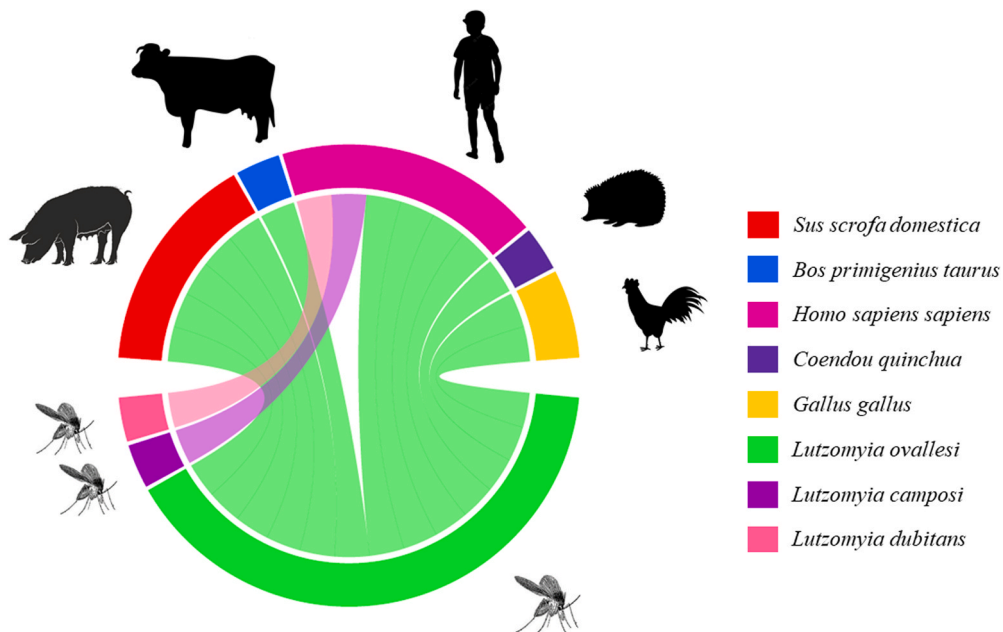 Sus scrofa domestica
Bos primigenius taurus
Homo sapiens sapiens
Coendou quinchua
Gallus gallus
Lutzomyia ovallesi
Lutzomyia camposi
Lutzomyia dubitans